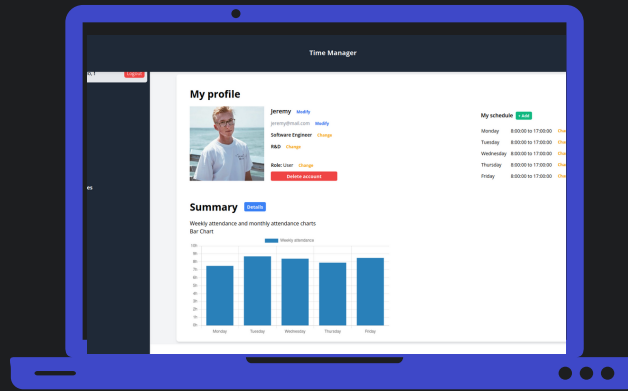 Time Manager
Logout
My profile
Jeremy Modify
jeremy@mail.com Modify
Software Engineer Change
R&D Change
Role: User Change
Delete account
My schedule + Add
Monday 8:00:00 to 17:00:00
Tuesday 8:00:00 to 17:00:00
Wednesday 8:00:00 to 17:00:00
Thursday 8:00:00 to 17:00:00
Friday 8:00:00 to 17:00:00
es
Summary Details
Weekly attendance and monthly attendance charts
Bar Chart
Weekly attendance
Monday Tuesday Wednesday Thursday Friday